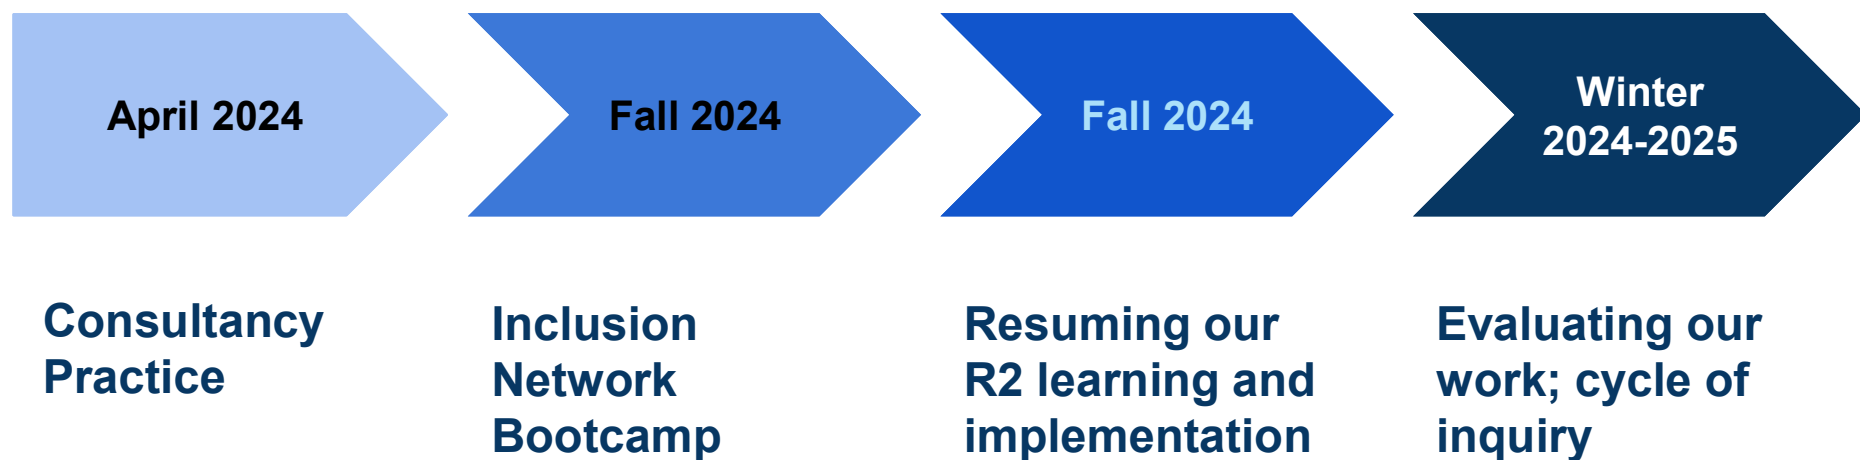 April 2024
Fall 2024
Fall 2024
Winter
2024-2025
Consultancy
Practice
Inclusion
Network
Bootcamp
Resuming our
R2 learning and
implementation
Evaluating our
work; cycle of
inquiry